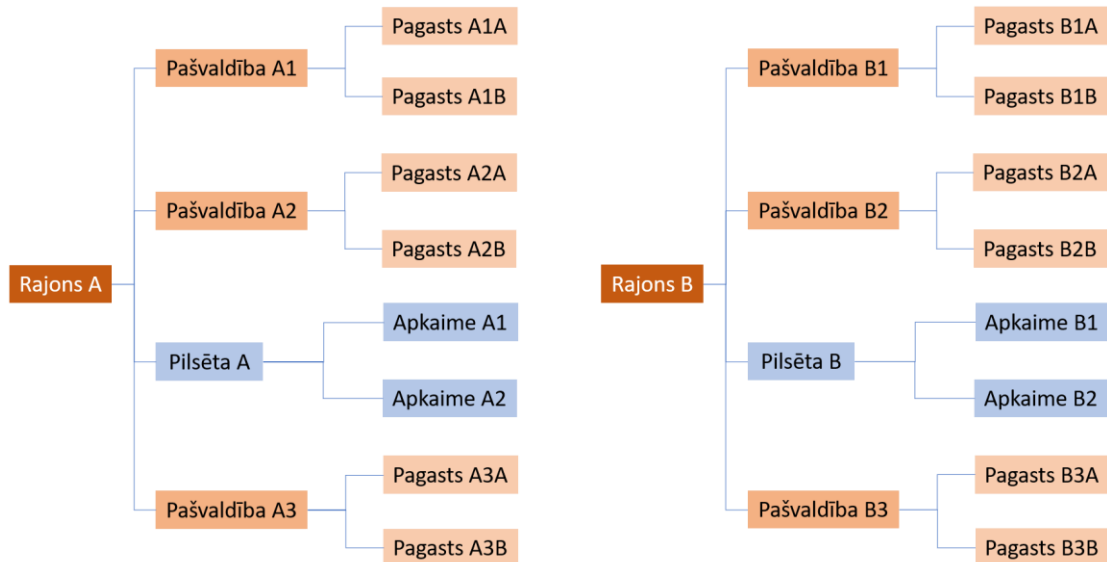 Rajons A
Pašvaldība A1
Pagasts A1A
Pagasts A1B
Pašvaldība A2
Pagasts A2A
Pagasts A2B
Pilsēta A
Apkaime A1
Apkaime A2
Pašvaldība A3
Pagasts A3A
Pagasts A3B
Rajons B
Pašvaldība B1
Pagasts B1A
Pagasts B1B
Pašvaldība B2
Pagasts B2A
Pagasts B2B
Pilsēta B
Apkaime B1
Apkaime B2
Pašvaldība B3
Pagasts B3A
Pagasts B3B